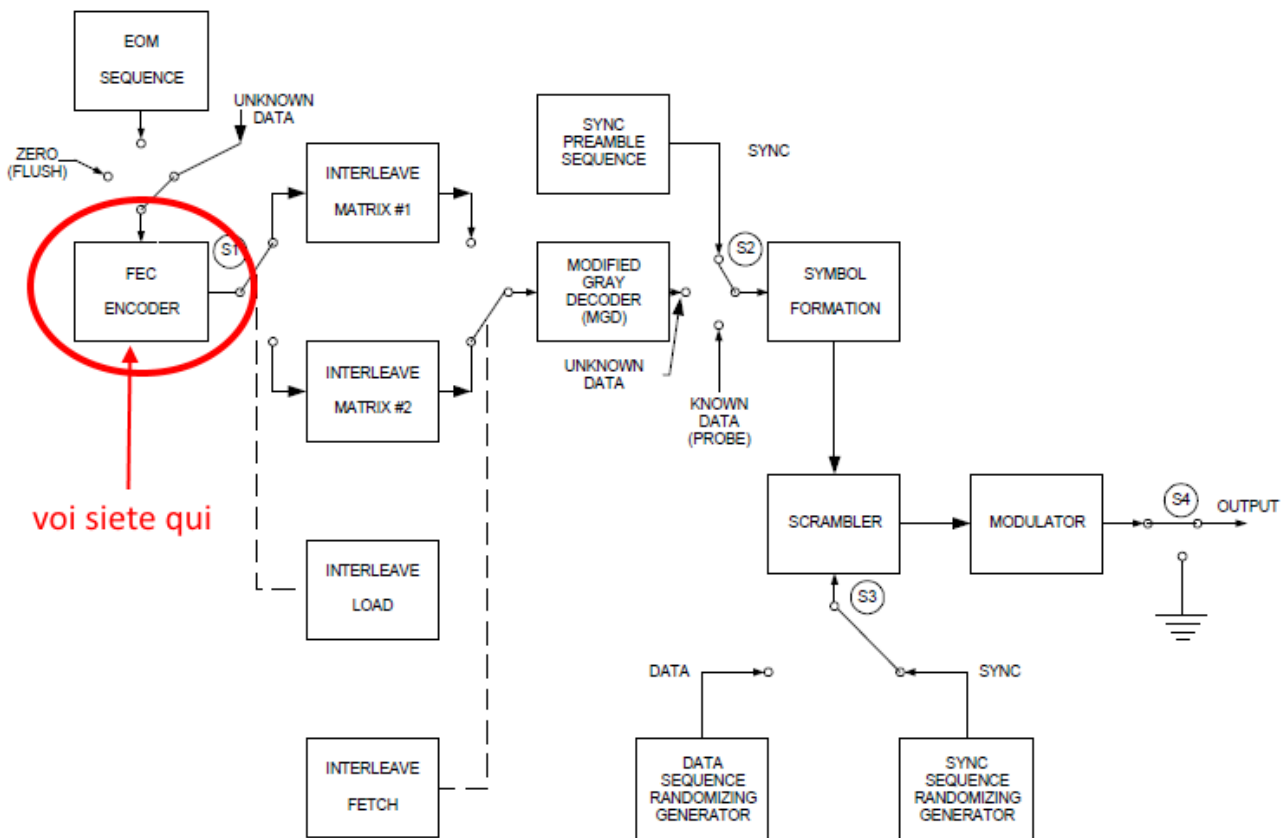 EOM
SEQUENCE
UNKNOWN
DATA
ZERO
(FLUSH)
FEC
ENCODER
S1
INTERLEAVE
MATRIX #1
INTERLEAVE
MATRIX #2
SYNC
PREAMBLE
SEQUENCE
SYNC
MODIFIED
GRAY
DECODER
(MGD)
S2
SYMBOL
FORMATION
UNKNOWN
DATA
KNOWN
DATA
(PROBE)
voi siete qui
SCRAMBLER
MODULATOR
S4
OUTPUT
INTERLEAVE
LOAD
S3
DATA
SYNC
INTERLEAVE
FETCH
DATA
SEQUENCE
RANDOMIZING
GENERATOR
SYNC
SEQUENCE
RANDOMIZING
GENERATOR